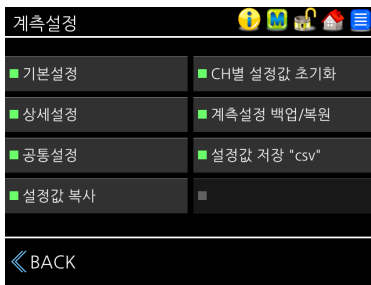 계측설정
기본설정
CH별 설정값 초기화
상세설정
계측설정 백업/복원
공통설정
설정값 저장 "csv"
설정값 복사
BACK